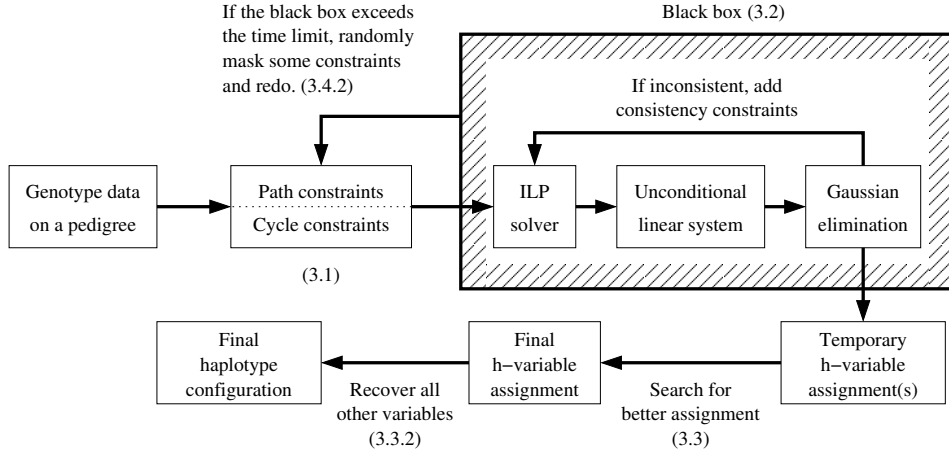 If the black box exceeds
the time limit, randomly
mask some constraints
and redo. (3.4.2)
Black box (3.2)
If inconsistent, add
consistency constraints
Genotype data
on a pedigree
Path constraints
Cycle constraints
(3.1)
ILP
solver
Unconditional
linear system
Gaussian
elimination
Final
haplotype
configuration
Recover all
other variables
(3.3.2)
Final
h−variable
assignment
Search for
better assignment
(3.3)
Temporary
h−variable
assignment(s)